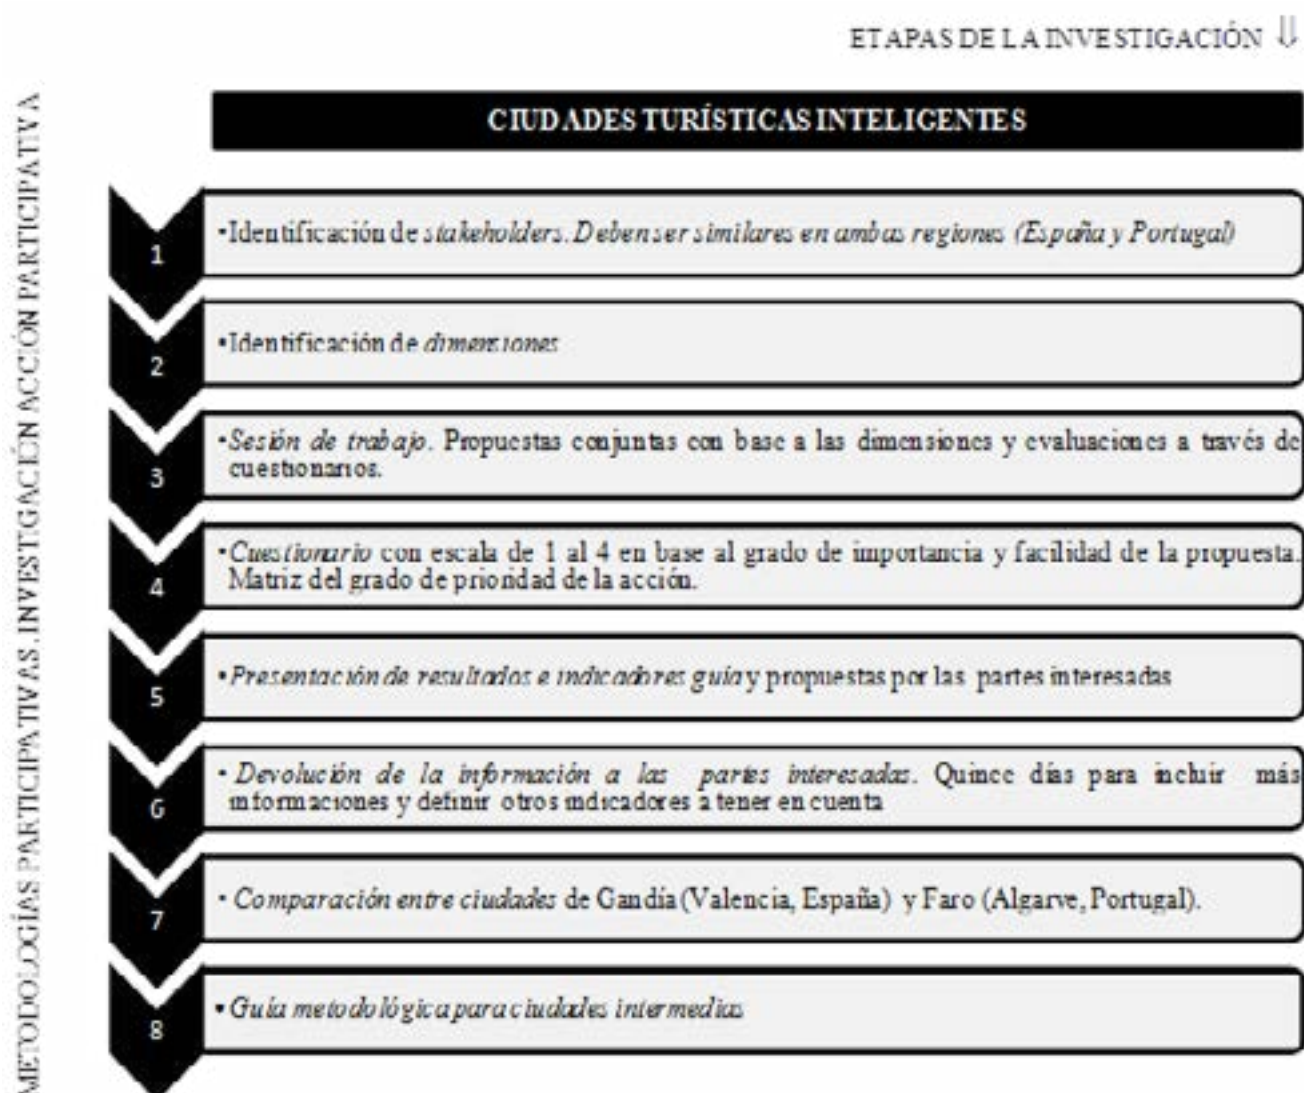 ETAPAS DE LA INVESTIGACIÓN ⇓
METODOLOGÍAS PARTICIPATIVAS. INVESTIGACIÉN ACCIÓN PARTICIPATIVA
CIUDADES TURÍSTICAS INTELIGENTES
1
•Identificación de stakeholders. Deben ser similares en ambas regiones (España y Portugal)
2
•Identificación de dimensiones
3
•Sesión de trabajo. Propuestas conjuntas con base a las dimensiones y evaluaciones a través de
cuestionarios.
4
•Cuestionario con escala de 1 al 4 en base al grado de importancia y facilidad de la propuesta.
Matriz del grado de prioridad de la acción.
5
•Presentación de resultados e indicadores guía y propuestas por las partes interesadas
6
• Devolución de la información a las partes interesadas. Quince días para incluir más
informaciones y definir otros indicadores a tener en cuenta
7
• Comparación entre ciudades de Gandía (Valencia, España) y Faro (Algarve, Portugal).
8
• Guía metodológica para ciudades intermedias